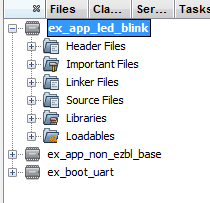 Files Cla... Ser... Tasks
ex_app_led_blink
Header Files
Important Files
Linker Files
Source Files
Libraries
Loadables
ex_app_non_ezbl_base
ex_boot_uart